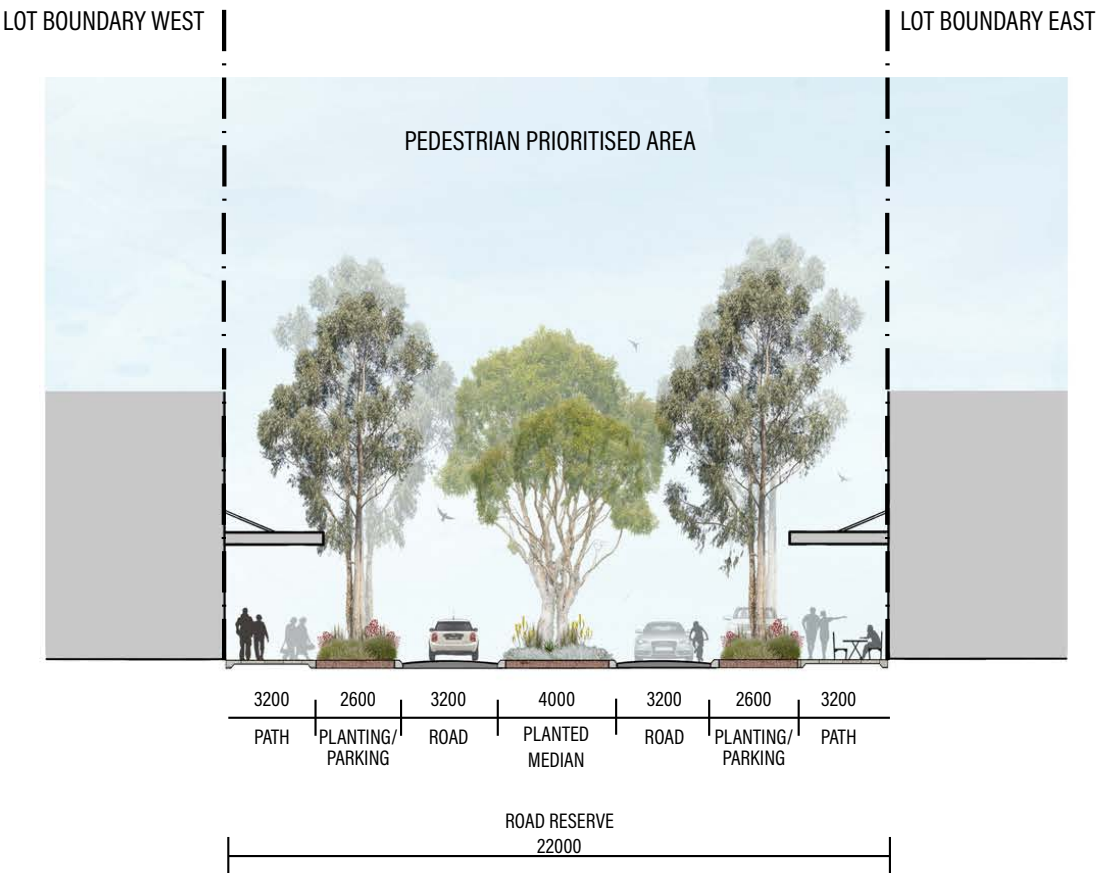 LOT BOUNDARY WEST
LOT BOUNDARY EAST
PEDESTRIAN PRIORITISED AREA
3200 2600 3200 4000 3200 2600 3200
PATH PLANTING/ ROAD PLANTED ROAD PLANTING/ PATH
PARKING MEDIAN PARKING
ROAD RESERVE
22000